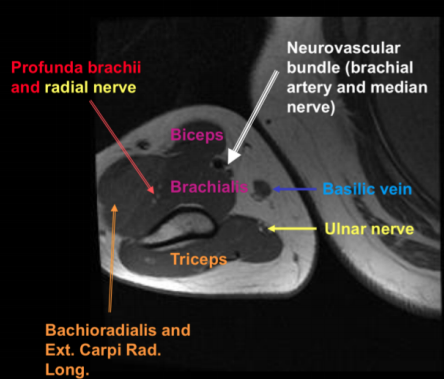 Neurovascular
bundle (brachial
artery and median
nerve)
Profunda brachii
and radial nerve
Biceps
Brachialis
Basilic vein
Ulnar nerve
Triceps
Bachioradialis and
Ext. Carpi Rad.
Long.